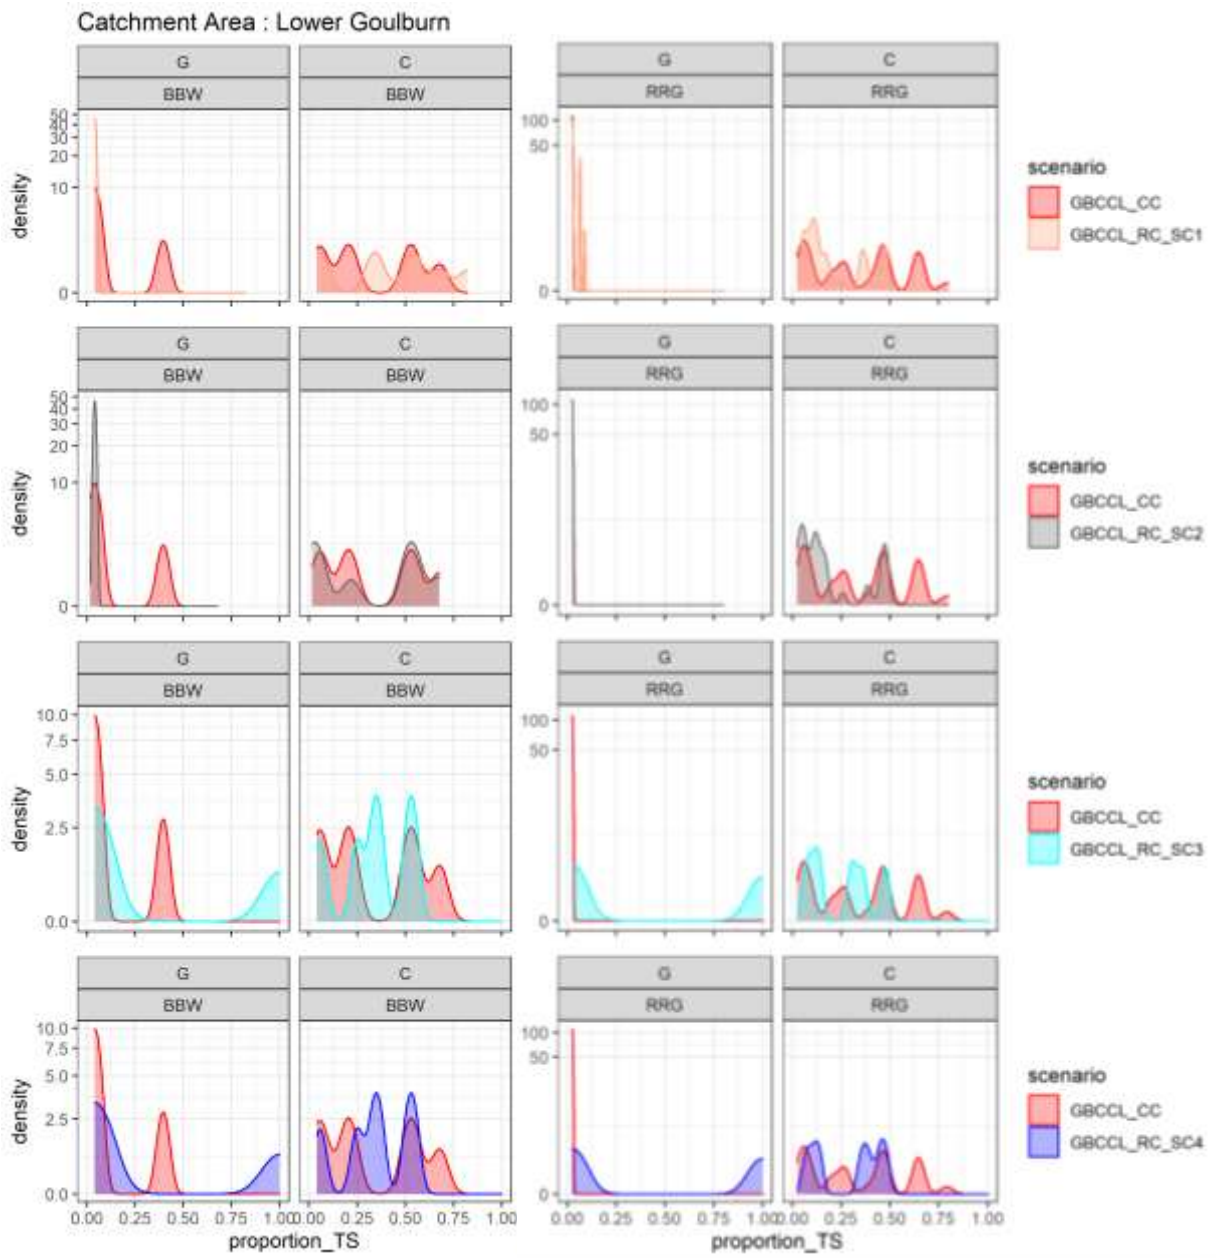 Catchment Area : Lower Goulburn
G C G C
BBW BBW RRG RRG
50
40
30
20
10
0
density
100
50
0
scenario
GBCCL_CC
GBCCL_RC_SC1
G C G C
BBW BBW RRG RRG
50
40
30
20
10
0
density
100
50
0
scenario
GBCCL_CC
GBCCL_RC_SC2
G C G C
BBW BBW RRG RRG
10.0
7.5
5.0
2.5
0.0
density
100
50
0
scenario
GBCCL_CC
GBCCL_RC_SC3
G C G C
BBW BBW RRG RRG
10.0
7.5
5.0
2.5
0.0
density
100
50
0
scenario
GBCCL_CC
GBCCL_RC_SC4
0.00 0.25 0.50 0.75 1.00 0.00 0.25 0.50 0.75 1.00 0.00 0.25 0.50 0.75 1.00 0.00 0.25 0.50 0.75 1.00
proportion_TS proportion_TS